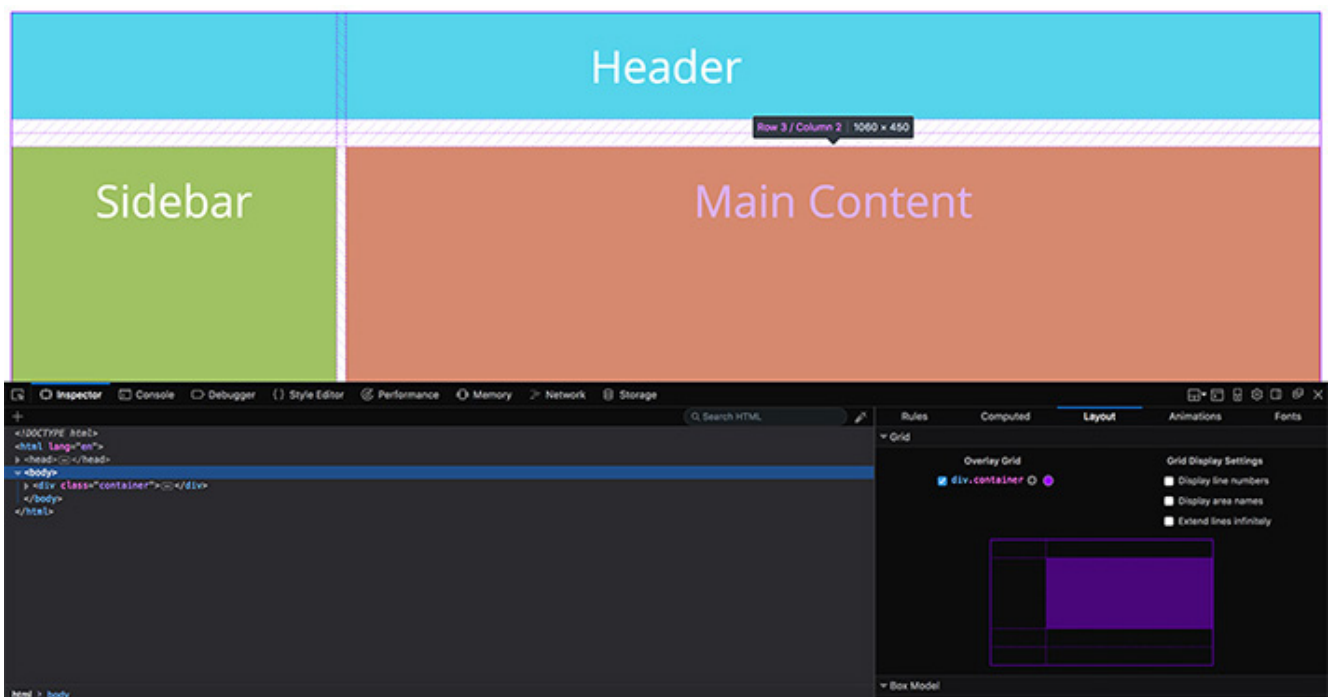 Header
Row 3 / Column 2 1060 × 450
Sidebar Main Content
Inspector Console Debugger {} Style Editor Performance Memory Network Storage
+ Search HTML Rules Computed Layout Animations Fonts
<!DOCTYPE html>
<html lang="en">
<head>…</head>
<body>
<div class="container">…</div>
</body>
</html>
Grid
Overlay Grid Grid Display Settings
div.container Display line numbers
Display area names
Extend lines infinitely
Box Model
html > body